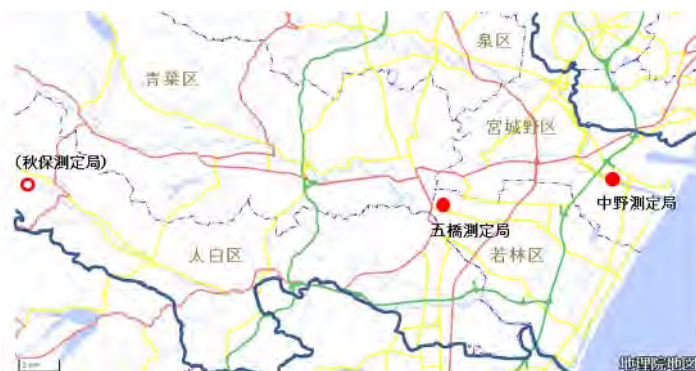 泉区
青葉区
宮城野区
(秋保測定局)
中野測定局
五橋測定局
太白区
若林区
地理院地図